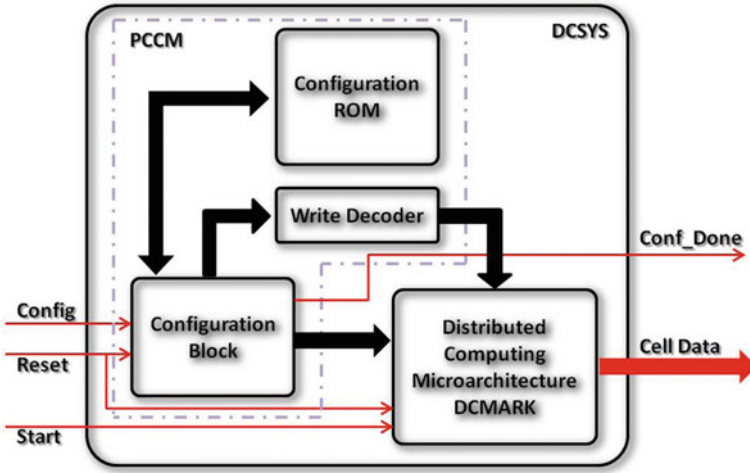 PCCM
DCSYS
Configuration
ROM
Write Decoder
Conf_Done
Config
Configuration
Block
Reset
Distributed
Computing
Microarchitecture
DCMARK
Cell Data
Start